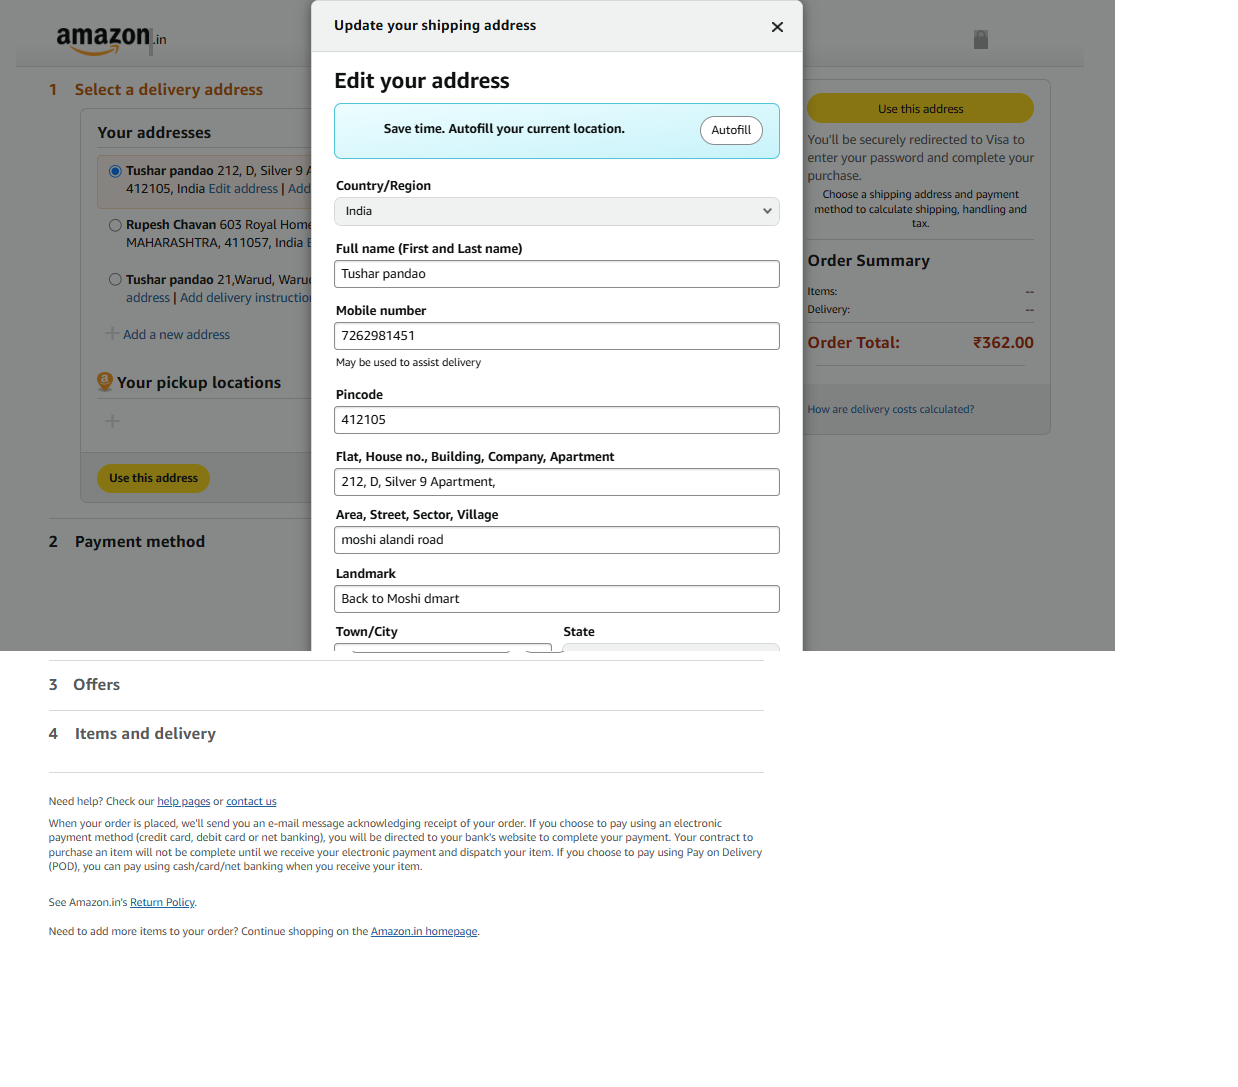 amazon.in
1 Select a delivery address
Your addresses
Tushar pandao 212, D, Silver 9
412105, India Edit address | Add
Rupesh Chavan 603 Royal Home
MAHARASHTRA, 411057, India
Tushar pandao 21,Warud,
address | Add delivery
Add a new address
Your pickup locations
Use this address
2 Payment method
Update your shipping address
Edit your address
Save time. Autofill your current location.
Autofill
Country/Region
India
Full name (First and Last name)
Tushar pandao
Mobile number
7262981451
May be used to assist delivery
Pincode
412105
Flat, House no., Building, Company, Apartment
212, D, Silver 9 Apartment,
Area, Street, Sector, Village
moshi alandi road
Landmark
Back to Moshi dmart
Town/City State
Use this address
You'll be securely redirected to Visa to
enter your password and complete your
purchase.
Choose a shipping address and payment
method to calculate shipping, handling and
tax.
Order Summary
Items: --
Delivery: --
Order Total: ₹362.00
How are delivery costs calculated?
3 Offers
4 Items and delivery
Need help? Check our help pages or contact us
When your order is placed, we'll send you an e-mail message acknowledging receipt of your order. If you choose to pay using an electronic
payment method (credit card, debit card or net banking), you will be directed to your bank's website to complete your payment. Your contract to
purchase an item will not be complete until we receive your electronic payment and dispatch your item. If you choose to pay using Pay on Delivery
(POD), you can pay using cash/card/net banking when you receive your item.
See Amazon.in's Return Policy.
Need to add more items to your order? Continue shopping on the Amazon.in homepage.